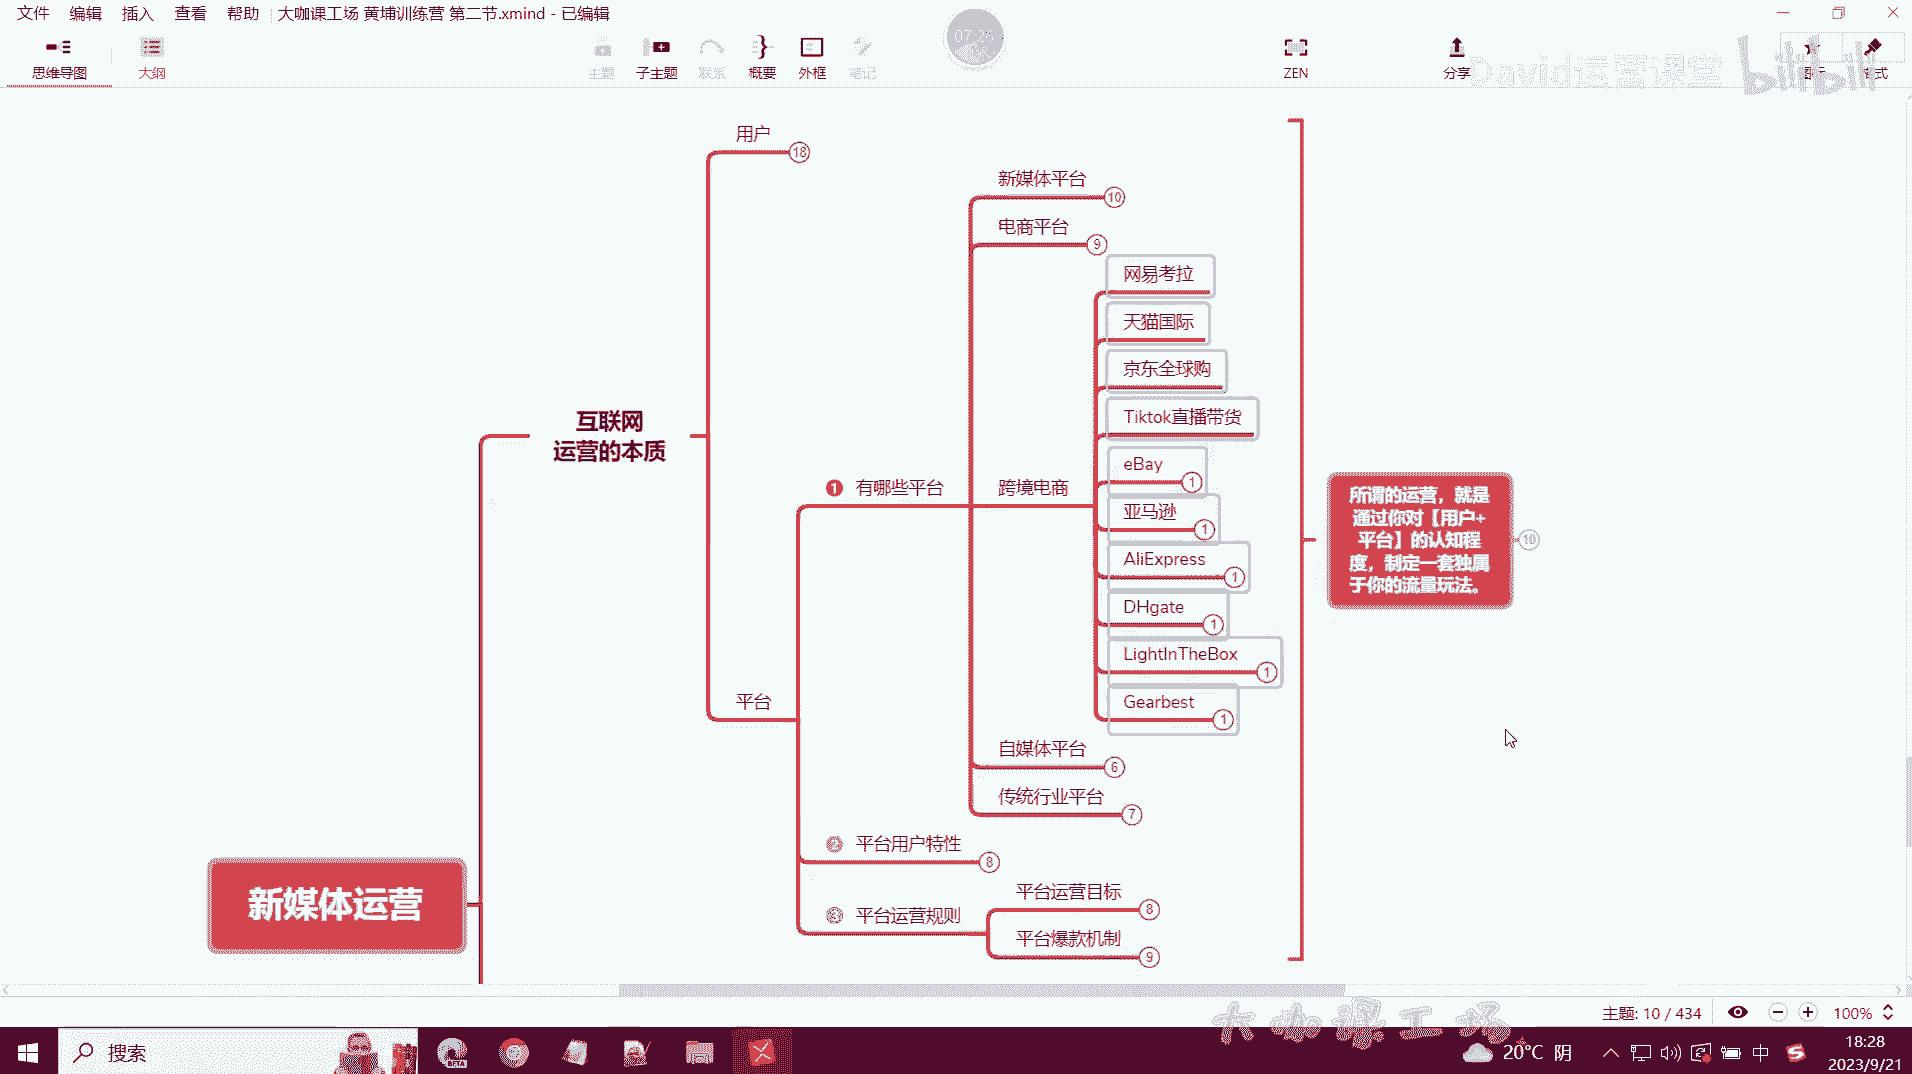 文件 编辑 插入 查看 帮助 大咖课工场 黄埔训练营 第二节.xmind - 已编辑
思维导图 大纲 主题 子主题 联系 概要 外框 笔记 07:26 ZEN 分享
David运营课堂 bilibili
用户 18
新媒体平台 10
电商平台 9
网易考拉
天猫国际
京东全球购
Tiktok直播带货
互联网
运营的本质
eBay 1
1 有哪些平台 跨境电商
亚马逊 1
AliExpress 1
DHgate 1
LightInTheBox 1
Gearbest 1
所谓的运营，就是
通过你对【用户+
平台】的认知程
度，制定一套独属
于你的流量玩法。
10
平台
自媒体平台 6
传统行业平台 7
2 平台用户特性 8
新媒体运营
3 平台运营规则
平台运营目标 8
平台爆款机制 9
大咖课工场
主题: 10 / 434 100%
搜索 BETA 20°C 阴 中 18:28
2023/9/21